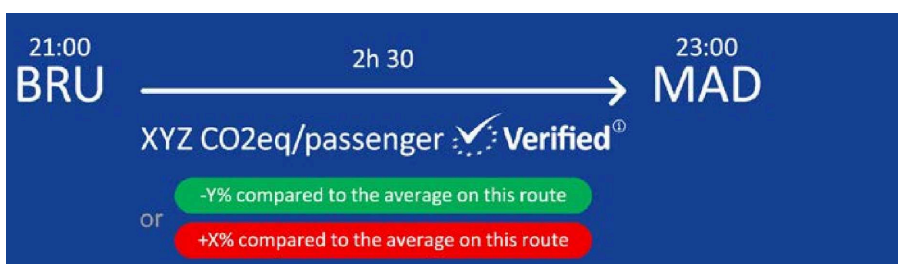 21:00
2h 30
23:00
BRU
MAD
XYZ CO2eq/passenger Verified ⓘ
-Y% compared to the average on this route
or
+X% compared to the average on this route